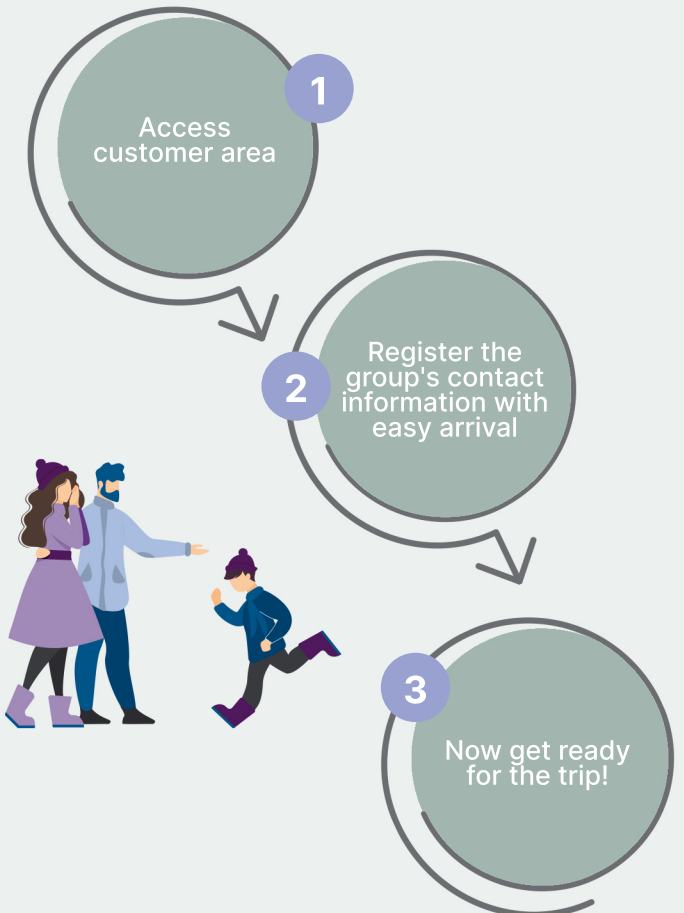 1
Access
customer area
2
Register the
group's contact
information with
easy arrival
3
Now get ready
for the trip!